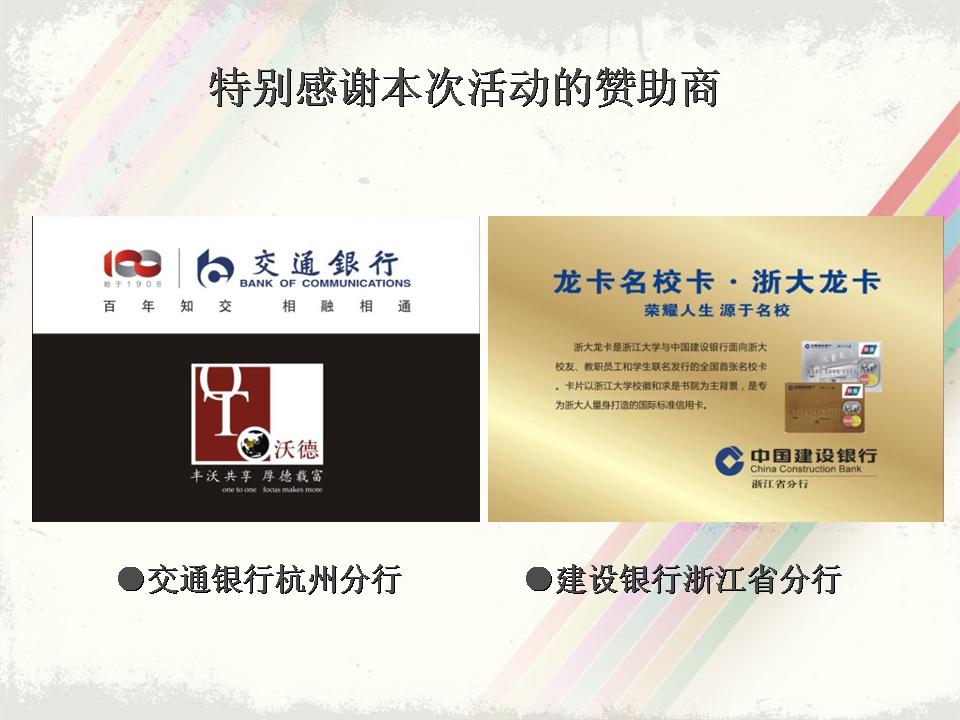 特别感谢本次活动的赞助商
始于1908
交通銀行
BANK OF COMMUNICATIONS
百年知交 相融相通
沃德
丰沃共享 厚德载富
one to one focus makes more
龙卡名校卡·浙大龙卡
荣耀人生 源于名校
浙大龙卡是浙江大学与中国建设银行面向浙大
校友、教职员工和学生联名发行的全国首张名校卡
。卡片以浙江大学校徽和求是书院为主背景，是专
为浙大人量身打造的国际标准信用卡。
中国建设银行
China Construction Bank
浙江省分行
●交通银行杭州分行
●建设银行浙江省分行